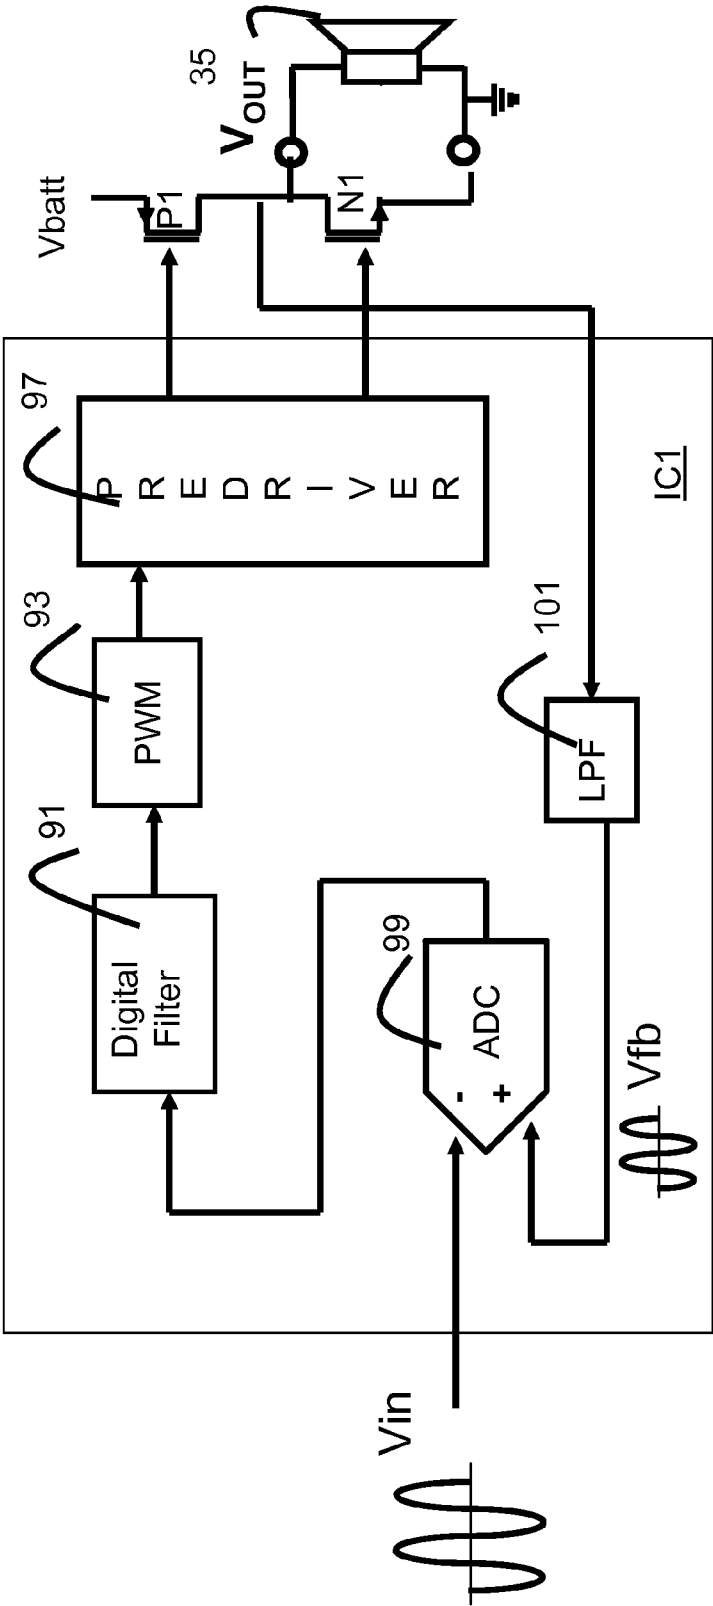 Vin
Vfb
Digital
Filter
91
PWM
93
PREDRIVER
97
ADC
-
+
99
LPF
101
IC1
Vbatt
P1
N1
VOUT
35